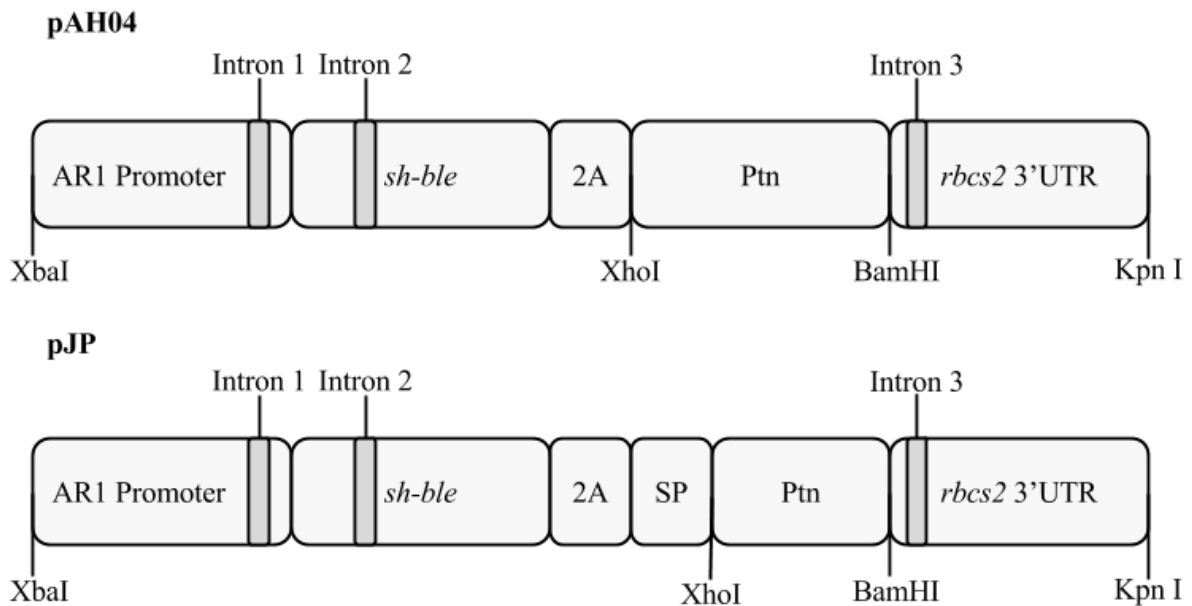 pAH04
Intron 1 Intron 2 Intron 3
AR1 Promoter sh-ble 2A Ptn rbcs2 3'UTR
XbaI XhoI BamHI Kpn I
pJP
Intron 1 Intron 2 Intron 3
AR1 Promoter sh-ble 2A SP Ptn rbcs2 3'UTR
XbaI XhoI BamHI Kpn I